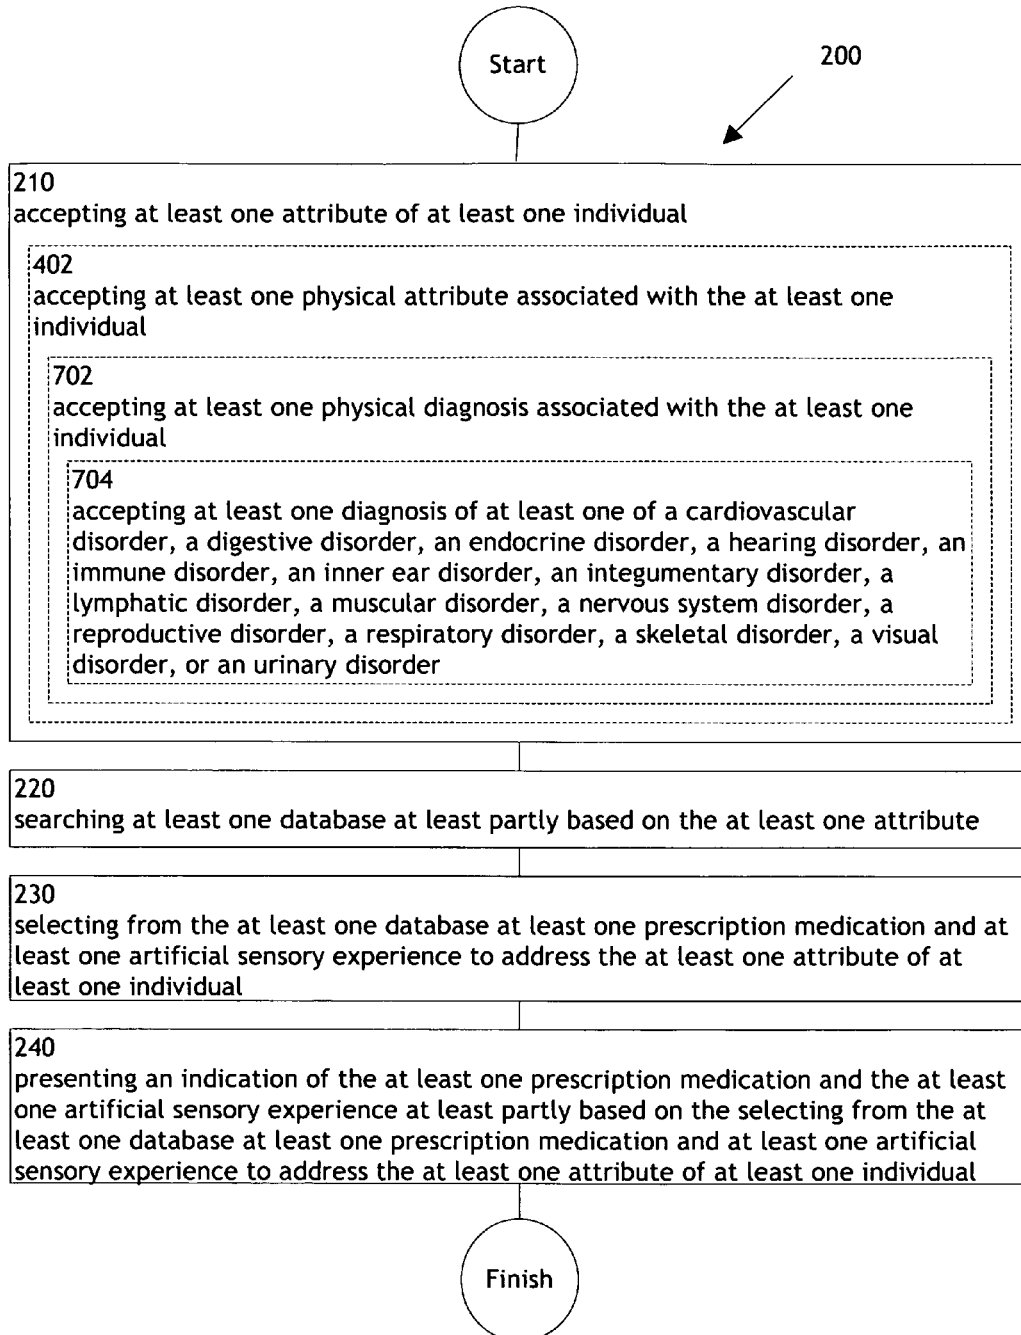 Start
200
210
accepting at least one attribute of at least one individual
402
accepting at least one physical attribute associated with the at least one
individual
702
accepting at least one physical diagnosis associated with the at least one
individual
704
accepting at least one diagnosis of at least one of a cardiovascular
disorder, a digestive disorder, an endocrine disorder, a hearing disorder, an
immune disorder, an inner ear disorder, an integumentary disorder, a
lymphatic disorder, a muscular disorder, a nervous system disorder, a
reproductive disorder, a respiratory disorder, a skeletal disorder, a visual
disorder, or an urinary disorder
220
searching at least one database at least partly based on the at least one attribute
230
selecting from the at least one database at least one prescription medication and at
least one artificial sensory experience to address the at least one attribute of at
least one individual
240
presenting an indication of the at least one prescription medication and the at least
one artificial sensory experience at least partly based on the selecting from the at
least one database at least one prescription medication and at least one artificial
sensory experience to address the at least one attribute of at least one individual
Finish